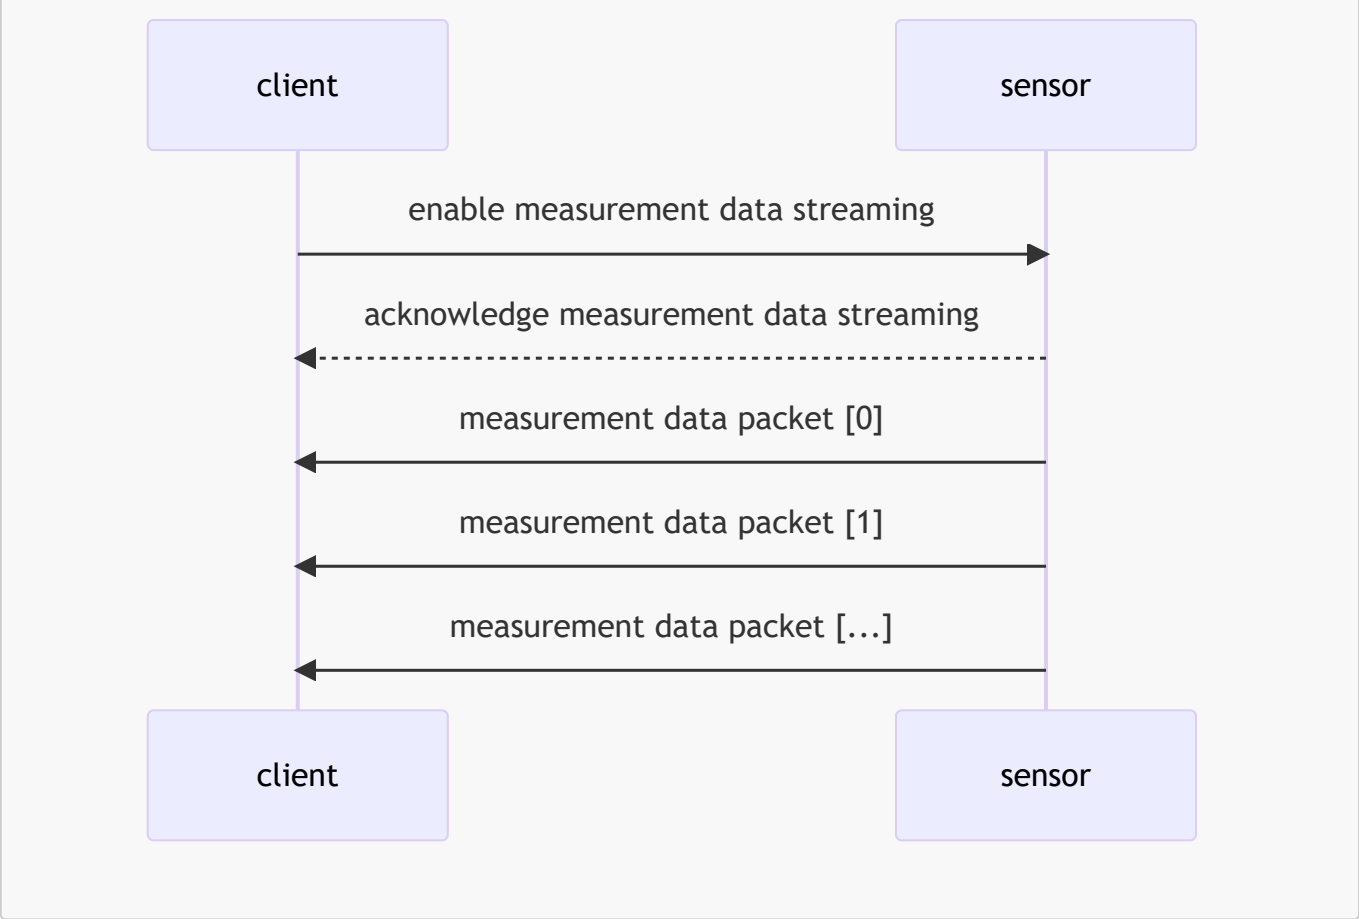 client
sensor
enable measurement data streaming
acknowledge measurement data streaming
measurement data packet [0]
measurement data packet [1]
measurement data packet [...]
client
sensor